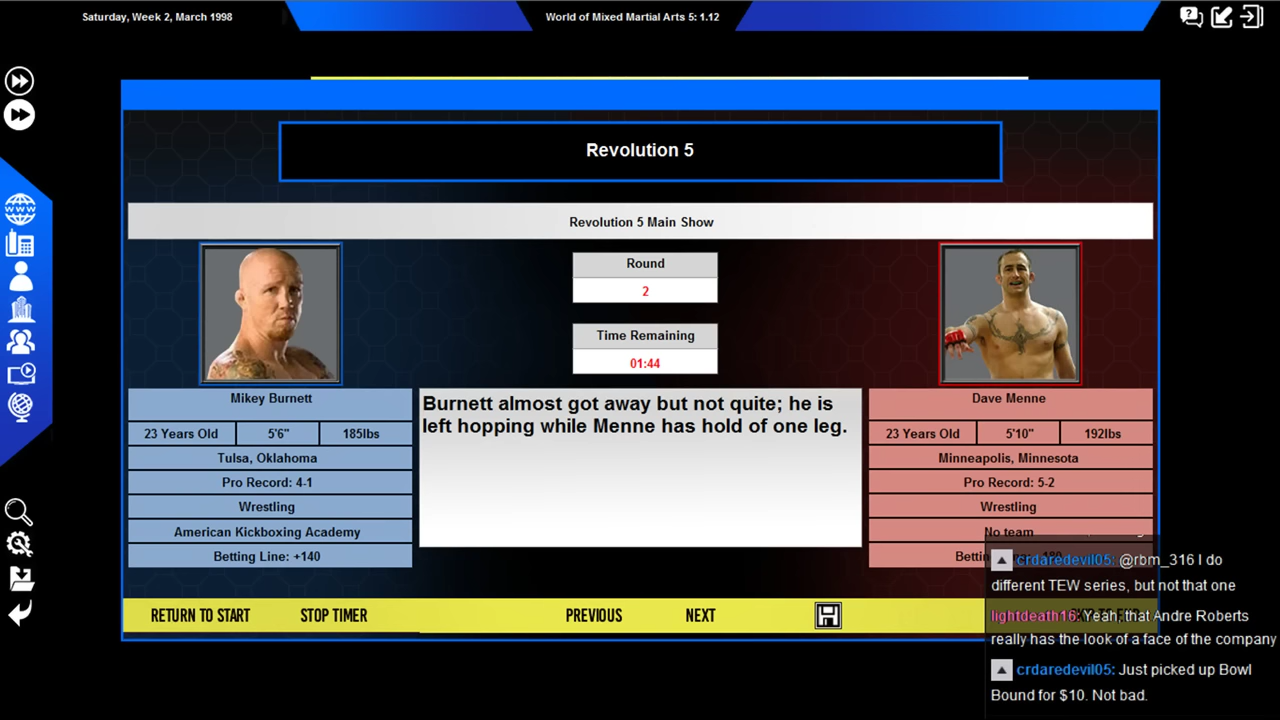 Saturday, Week 2, March 1998
World of Mixed Martial Arts 5: 1.12
WWW
Revolution 5
Revolution 5 Main Show
Round
2
Time Remaining
01:44
Mikey Burnett
23 Years Old
5'6"
185lbs
Tulsa, Oklahoma
Pro Record: 4-1
Wrestling
American Kickboxing Academy
Betting Line: +140
Burnett almost got away but not quite; he is
left hopping while Menne has hold of one leg.
Dave Menne
23 Years Old
5'10"
192lbs
Minneapolis, Minnesota
Pro Record: 5-2
Wrestling
No team
RETURN TO START
STOP TIMER
PREVIOUS
NEXT
crdaredevil05: @rbm_316 I do
different TEW series, but not that one
lightdeath16: Yeah, that Andre Roberts
really has the look of a face of the company
crdaredevil05: Just picked up Bowl
Bound for $10. Not bad.